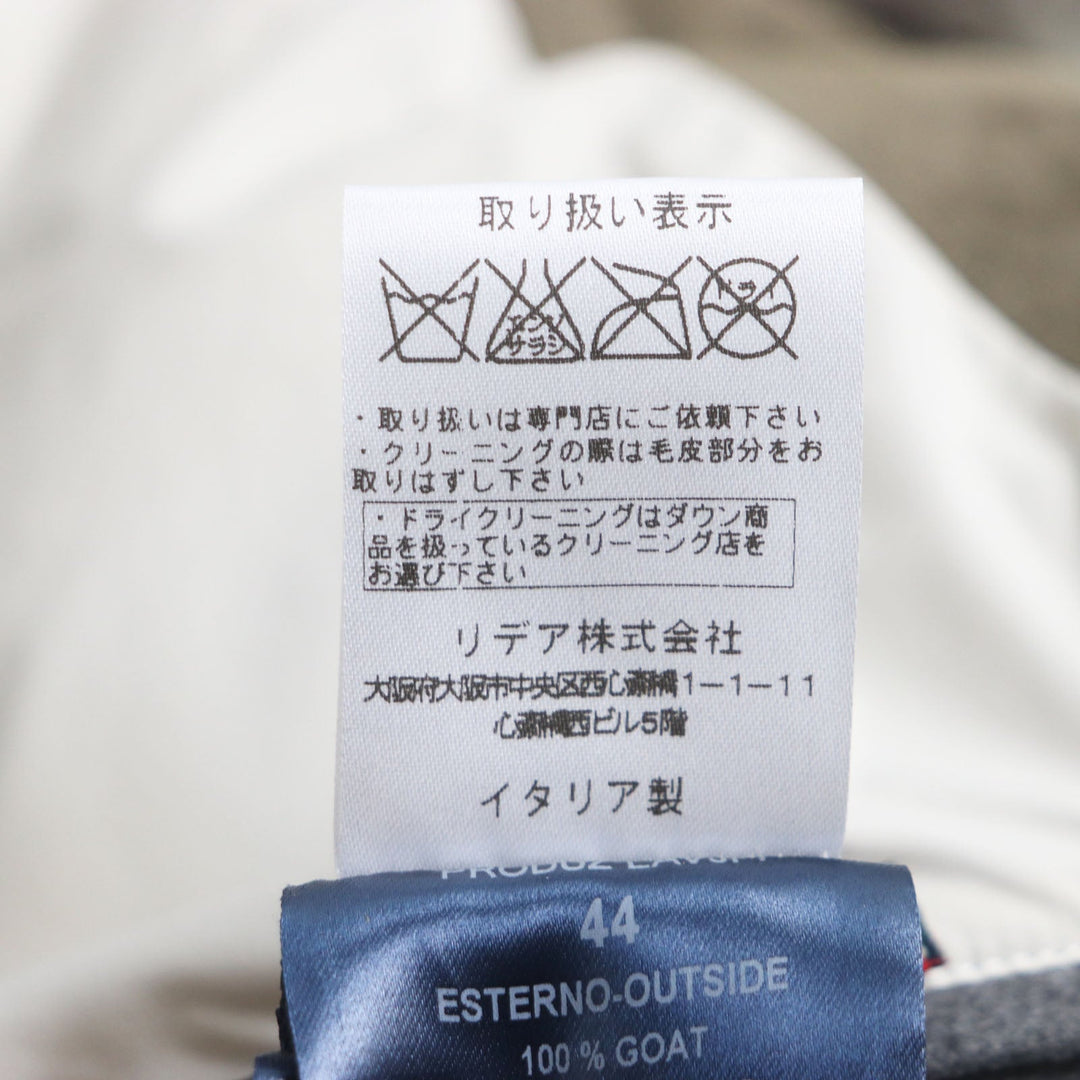 取り扱い表示
エンソ
サラシ
ドライ
・取り扱いは専門店にご依頼下さい
・クリーニングの際は毛皮部分をお
取りはずし下さい
・ドライクリーニングはダウン商
品を扱っているクリーニング店を
お選び下さい
リデア株式会社
大阪府大阪市中央区西心斎橋1-1-11
心斎橋西ビル5階
イタリア製
44
ESTERNO-OUTSIDE
100 % GOAT